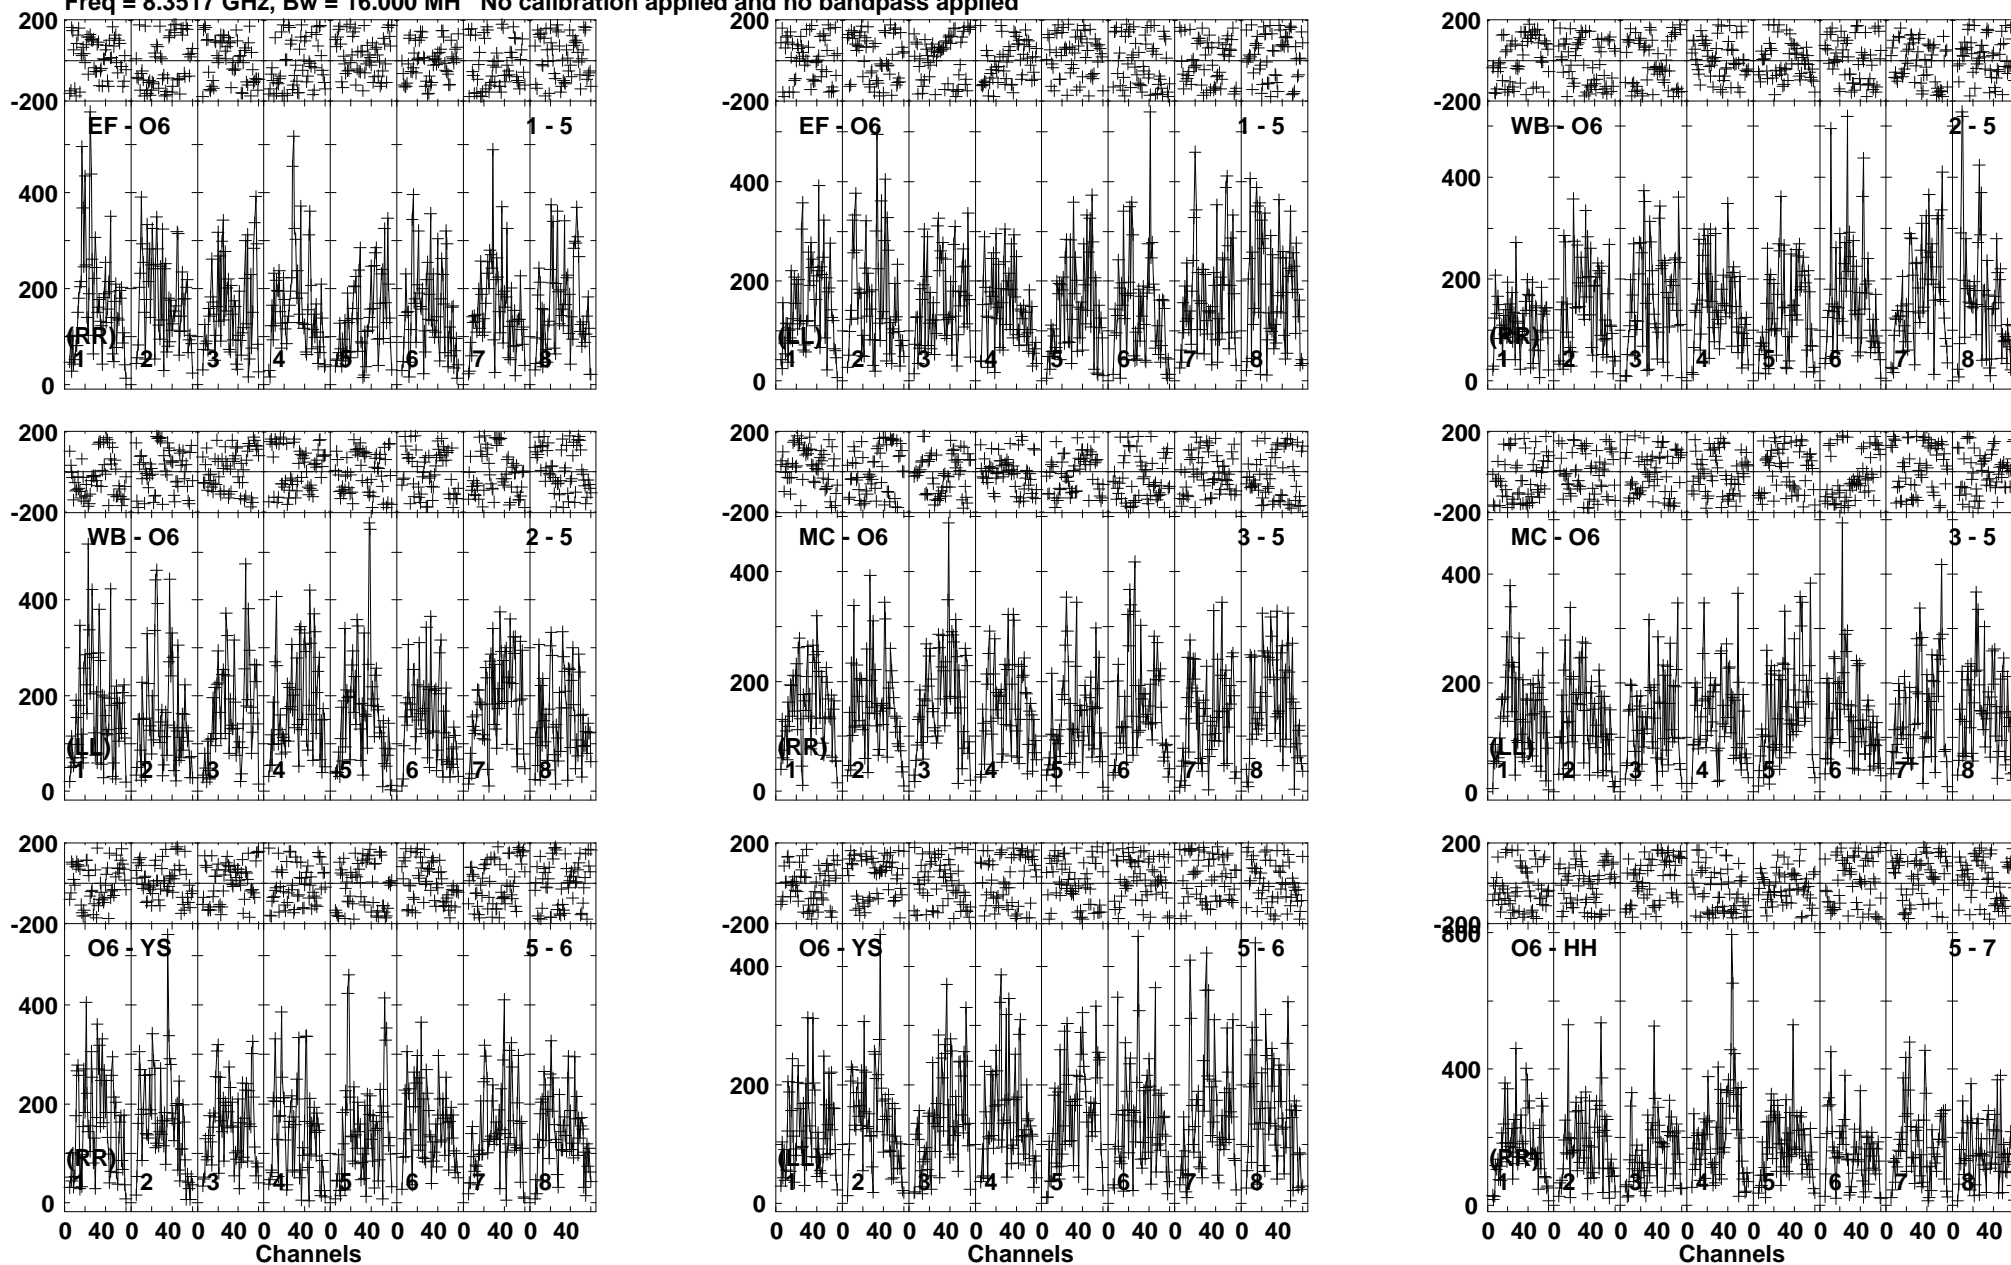 Freq = 8.3517 GHz, Bw = 16.000 MH No calibration applied and no bandpass applied
200 200 200
-200 -200 -200
EF - O6 1 - 5 EF - O6 1 - 5 WB - O6 2 - 5
400 400 400
200 200 200
(RR) (LL) (RR)
1 2 3 4 5 6 7 8 1 2 3 4 5 6 7 8 1 2 3 4 5 6 7 8
0 0 0
200 200 200
-200 -200 -200
WB - O6 2 - 5 MC - O6 3 - 5 MC - O6 3 - 5
400 400 400
200 200 200
(LL) (RR) (LL)
1 2 3 4 5 6 7 8 1 2 3 4 5 6 7 8 1 2 3 4 5 6 7 8
0 0 0
200 200 200
-200 -200 -200
800
O6 - YS 5 - 6 O6 - YS 5 - 6 O6 - HH 5 - 7
400 400 400
200 200
(RR) (LL) (RR)
1 2 3 4 5 6 7 8 1 2 3 4 5 6 7 8 1 2 3 4 5 6 7 8
0 0 0
0 40 0 40 0 40 0 40 0 40 0 40 0 40 0 40 0 40 0 40 0 40 0 40 0 40 0 40 0 40 0 40 0 40 0 40 0 40 0 40 0 40 0 40 0 40 0 40
Channels Channels Channels